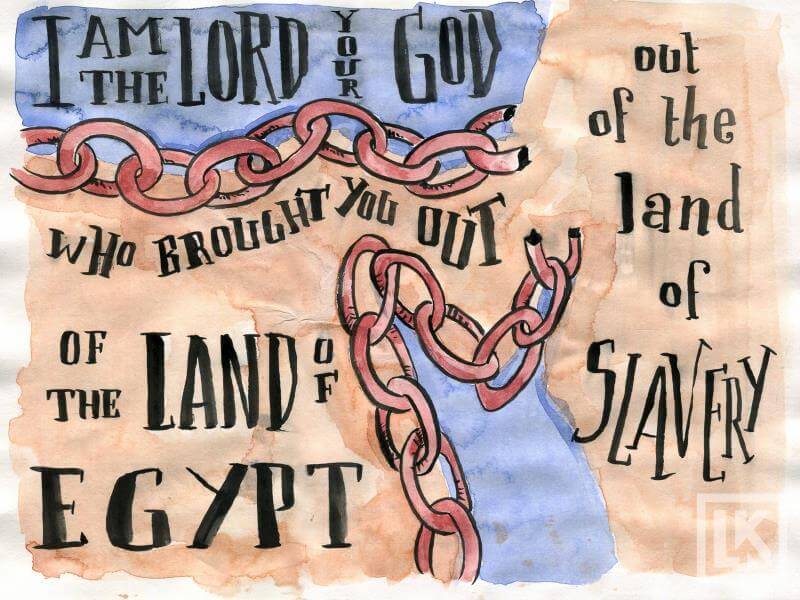 I AM THE LORD YOUR GOD
WHO BROUGHT YOU OUT
OF THE LAND OF
EGYPT
out
of the
land
of
SLAVERY
LK